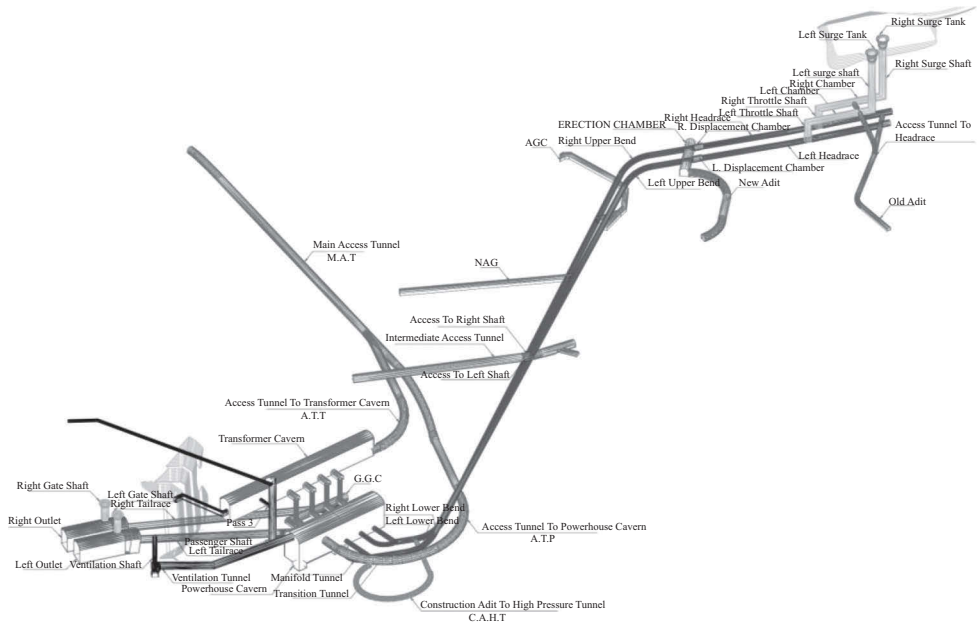 Right Surge Tank
Left Surge Tank
Right Surge Shaft
Left surge shaft
Right Chamber
Left Chamber
Right Throttle Shaft
Left Throttle Shaft
Right Headrace
ERECTION CHAMBER
R. Displacement Chamber
Access Tunnel To
Headrace
AGC
Right Upper Bend
Left Headrace
L. Displacement Chamber
Left Upper Bend
New Adit
Old Adit
Main Access Tunnel
M.A.T
NAG
Access To Right Shaft
Intermediate Access Tunnel
Access To Left Shaft
Access Tunnel To Transformer Cavern
A.T.T
Transformer Cavern
G.G.C
Right Gate Shaft
Left Gate Shaft
Right Tailrace
Right Lower Bend
Left Lower Bend
Right Outlet
Pass 3
Access Tunnel To Powerhouse Cavern
A.T.P
Passenger Shaft
Left Tailrace
Left Outlet
Ventilation Shaft
Ventilation Tunnel
Manifold Tunnel
Powerhouse Cavern
Transition Tunnel
Construction Adit To High Pressure Tunnel
C.A.H.T